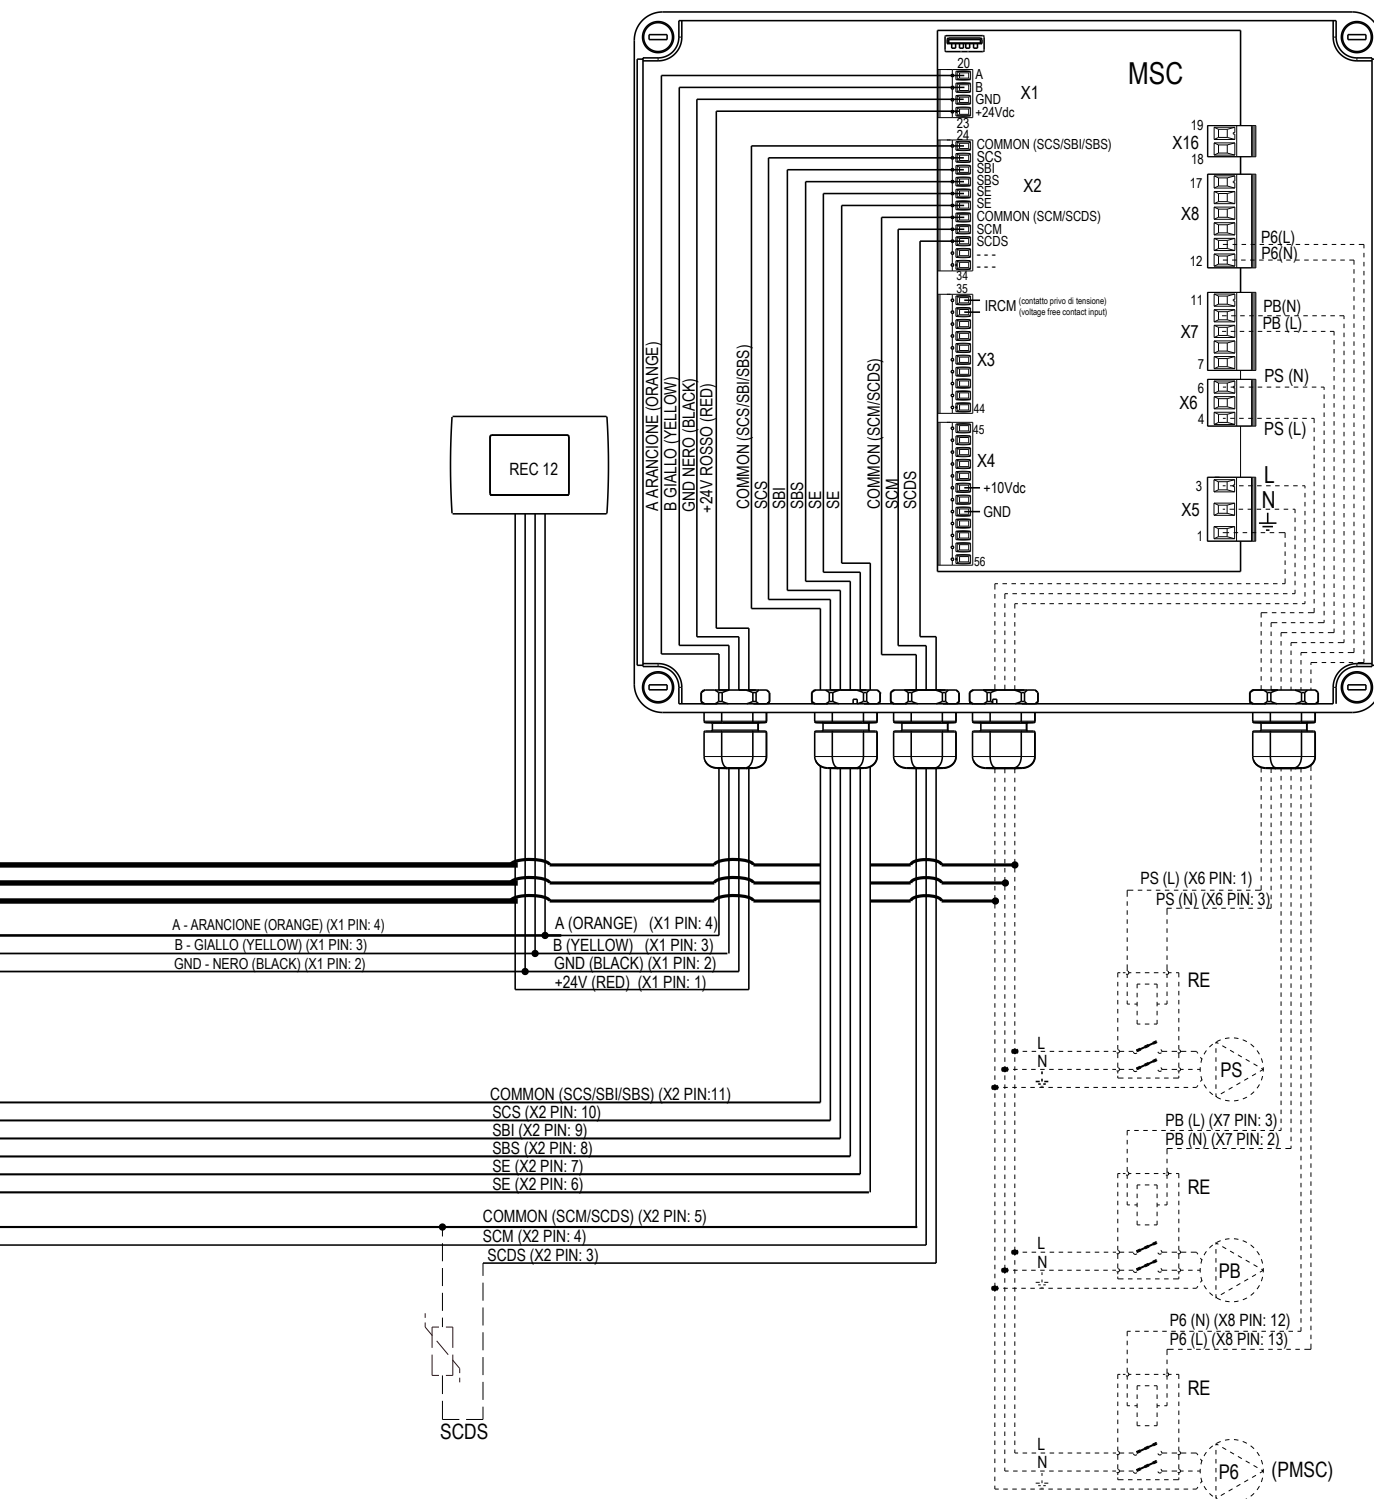 MSC
20
A
B
GND
+24Vdc
X1
23
24
COMMON (SCS/SBI/SBS)
SCS
SBI
SBS
SE
SE
COMMON (SCM/SCDS)
SCM
SCDS
- - -
- - -
X2
34
35
IRCM (contatto privo di tensione)
(voltage free contact input)
X3
44
45
X4
+10Vdc
GND
56
19
X16
18
17
X8
12
P6(L)
P6(N)
11
X7
7
PB(N)
PB (L)
6
X6
4
PS (N)
PS (L)
3
X5
1
L
N
A ARANCIONE (ORANGE)
B GIALLO (YELLOW)
GND NERO (BLACK)
+24V ROSSO (RED)
COMMON (SCS/SBI/SBS)
SCS
SBI
SBS
SE
SE
COMMON (SCM/SCDS)
SCM
SCDS
REC 12
A - ARANCIONE (ORANGE) (X1 PIN: 4)
B - GIALLO (YELLOW) (X1 PIN: 3)
GND - NERO (BLACK) (X1 PIN: 2)
A (ORANGE) (X1 PIN: 4)
B (YELLOW) (X1 PIN: 3)
GND (BLACK) (X1 PIN: 2)
+24V (RED) (X1 PIN: 1)
COMMON (SCS/SBI/SBS) (X2 PIN:11)
SCS (X2 PIN: 10)
SBI (X2 PIN: 9)
SBS (X2 PIN: 8)
SE (X2 PIN: 7)
SE (X2 PIN: 6)
COMMON (SCM/SCDS) (X2 PIN: 5)
SCM (X2 PIN: 4)
SCDS (X2 PIN: 3)
SCDS
PS (L) (X6 PIN: 1)
PS (N) (X6 PIN: 3)
RE
L
N
PS
PB (L) (X7 PIN: 3)
PB (N) (X7 PIN: 2)
RE
L
N
PB
P6 (N) (X8 PIN: 12)
P6 (L) (X8 PIN: 13)
RE
L
N
P6 (PMSC)